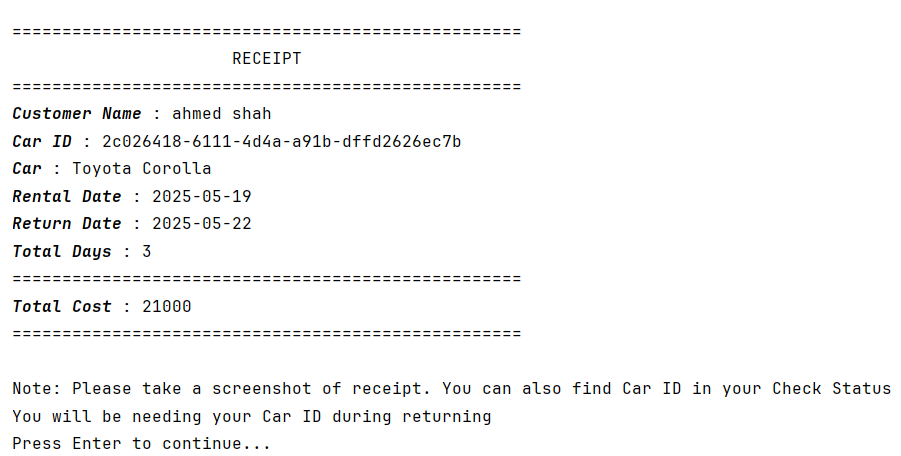 ===================================================
RECEIPT
===================================================
Customer Name : ahmed shah
Car ID : 2c026418-6111-4d4a-a91b-dffd2626ec7b
Car : Toyota Corolla
Rental Date : 2025-05-19
Return Date : 2025-05-22
Total Days : 3
===================================================
Total Cost : 21000
===================================================
Note: Please take a screenshot of receipt. You can also find Car ID in your Check Status
You will be needing your Car ID during returning
Press Enter to continue...